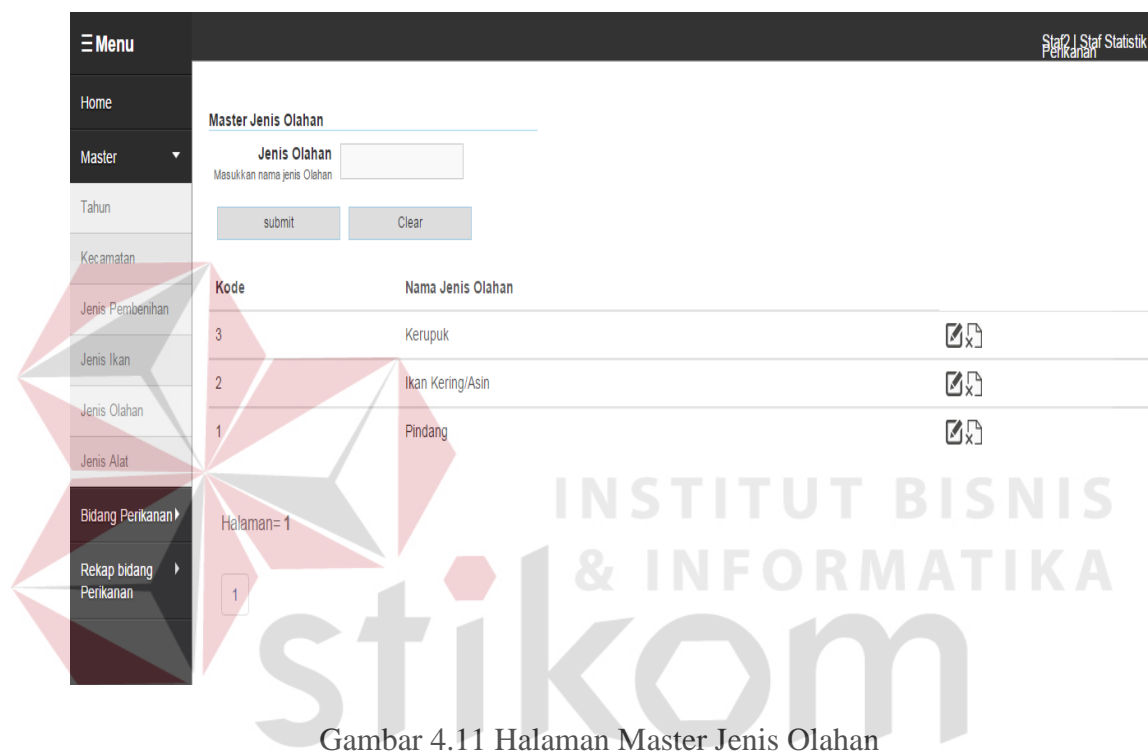 Menu
Staf2 | Staf Statistik
Perikanan
Home
Master
Tahun
Kecamatan
Jenis Pembenihan
Jenis Ikan
Jenis Olahan
Jenis Alat
Bidang Perikanan
Rekap bidang
Perikanan
Master Jenis Olahan
Jenis Olahan
Masukkan nama jenis Olahan
submit Clear
Kode Nama Jenis Olahan
3 Kerupuk
2 Ikan Kering/Asin
1 Pindang
Halaman= 1
1
INSTITUT BISNIS
& INFORMATIKA
stikom
Gambar 4.11 Halaman Master Jenis Olahan